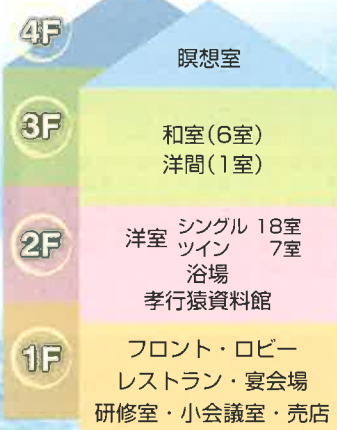 4F
瞑想室
3F
和室(6室)
洋間(1室)
2F
洋室 シングル 18室
ツイン 7室
浴場
孝行猿資料館
1F
フロント・ロビー
レストラン・宴会場
研修室・小会議室・売店